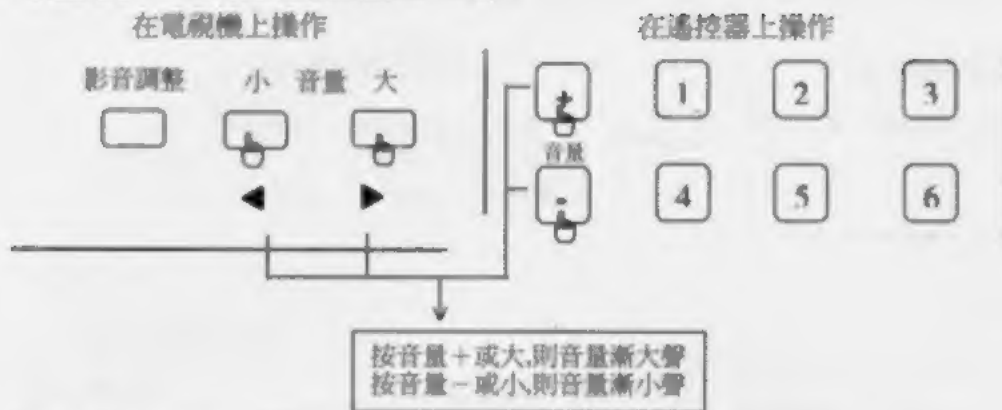 在電視機上操作
在遙控器上操作
影音調整 小 音量 大
+ 1 2 3
音量
- 4 5 6
按音量+或大,則音量漸大聲
按音量-或小,則音量漸小聲